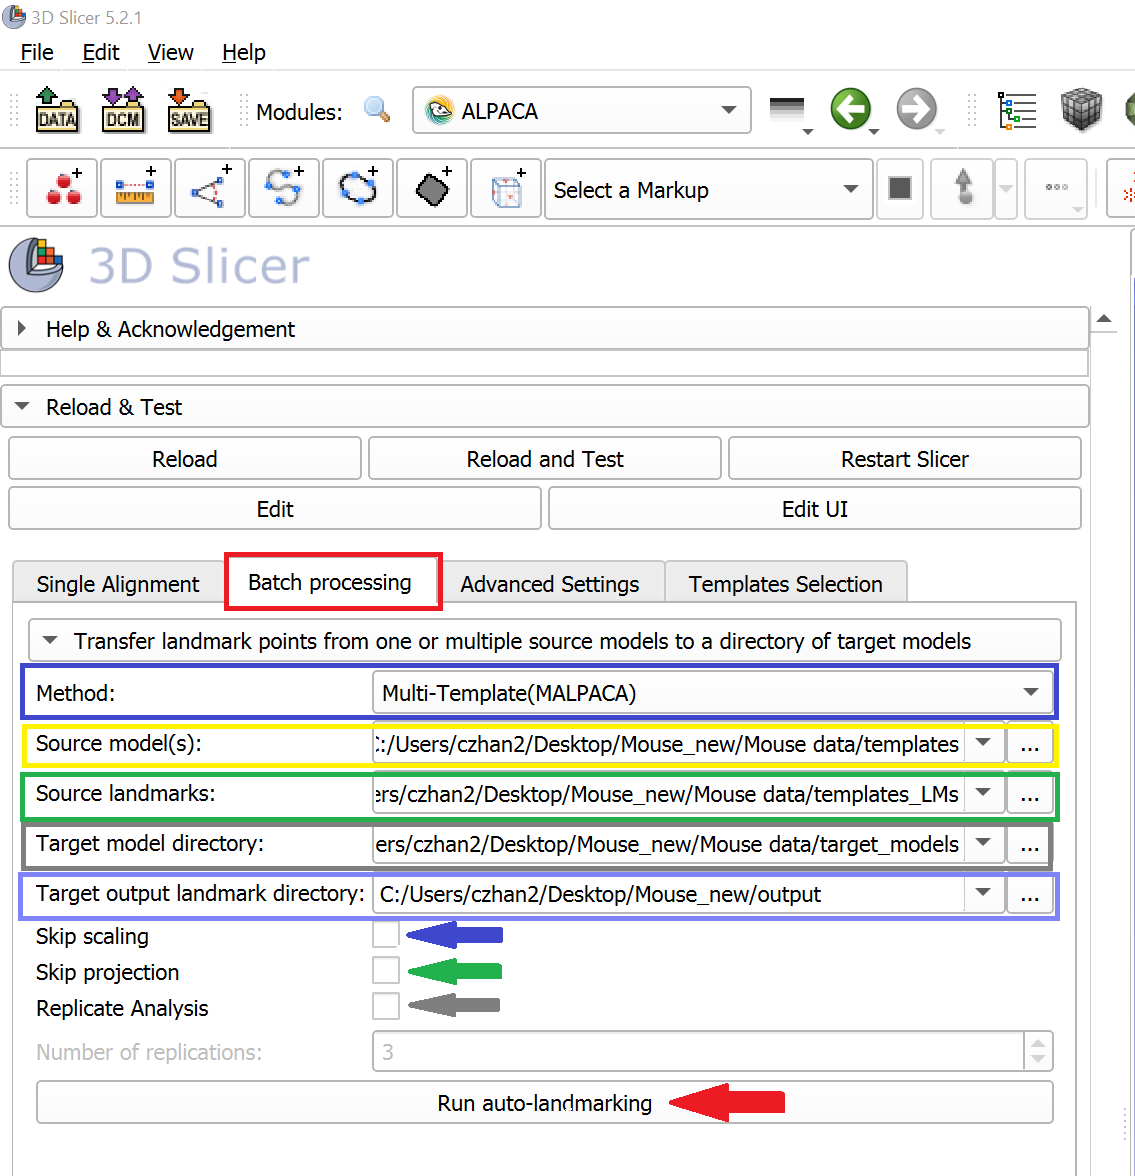 3D Slicer 5.2.1
File Edit View Help
DATA DCM SAVE Modules: ALPACA
Select a Markup
3D Slicer
Help & Acknowledgement
Reload & Test
Reload Reload and Test Restart Slicer
Edit Edit UI
Single Alignment Batch processing Advanced Settings Templates Selection
Transfer landmark points from one or multiple source models to a directory of target models
Method: Multi-Template(MALPACA)
Source model(s): :/Users/czhan2/Desktop/Mouse_new/Mouse data/templates ...
Source landmarks: ers/czhan2/Desktop/Mouse_new/Mouse data/templates_LMs ...
Target model directory: ers/czhan2/Desktop/Mouse_new/Mouse data/target_models ...
Target output landmark directory: C:/Users/czhan2/Desktop/Mouse_new/output ...
Skip scaling
Skip projection
Replicate Analysis
Number of replications: 3
Run auto-landmarking